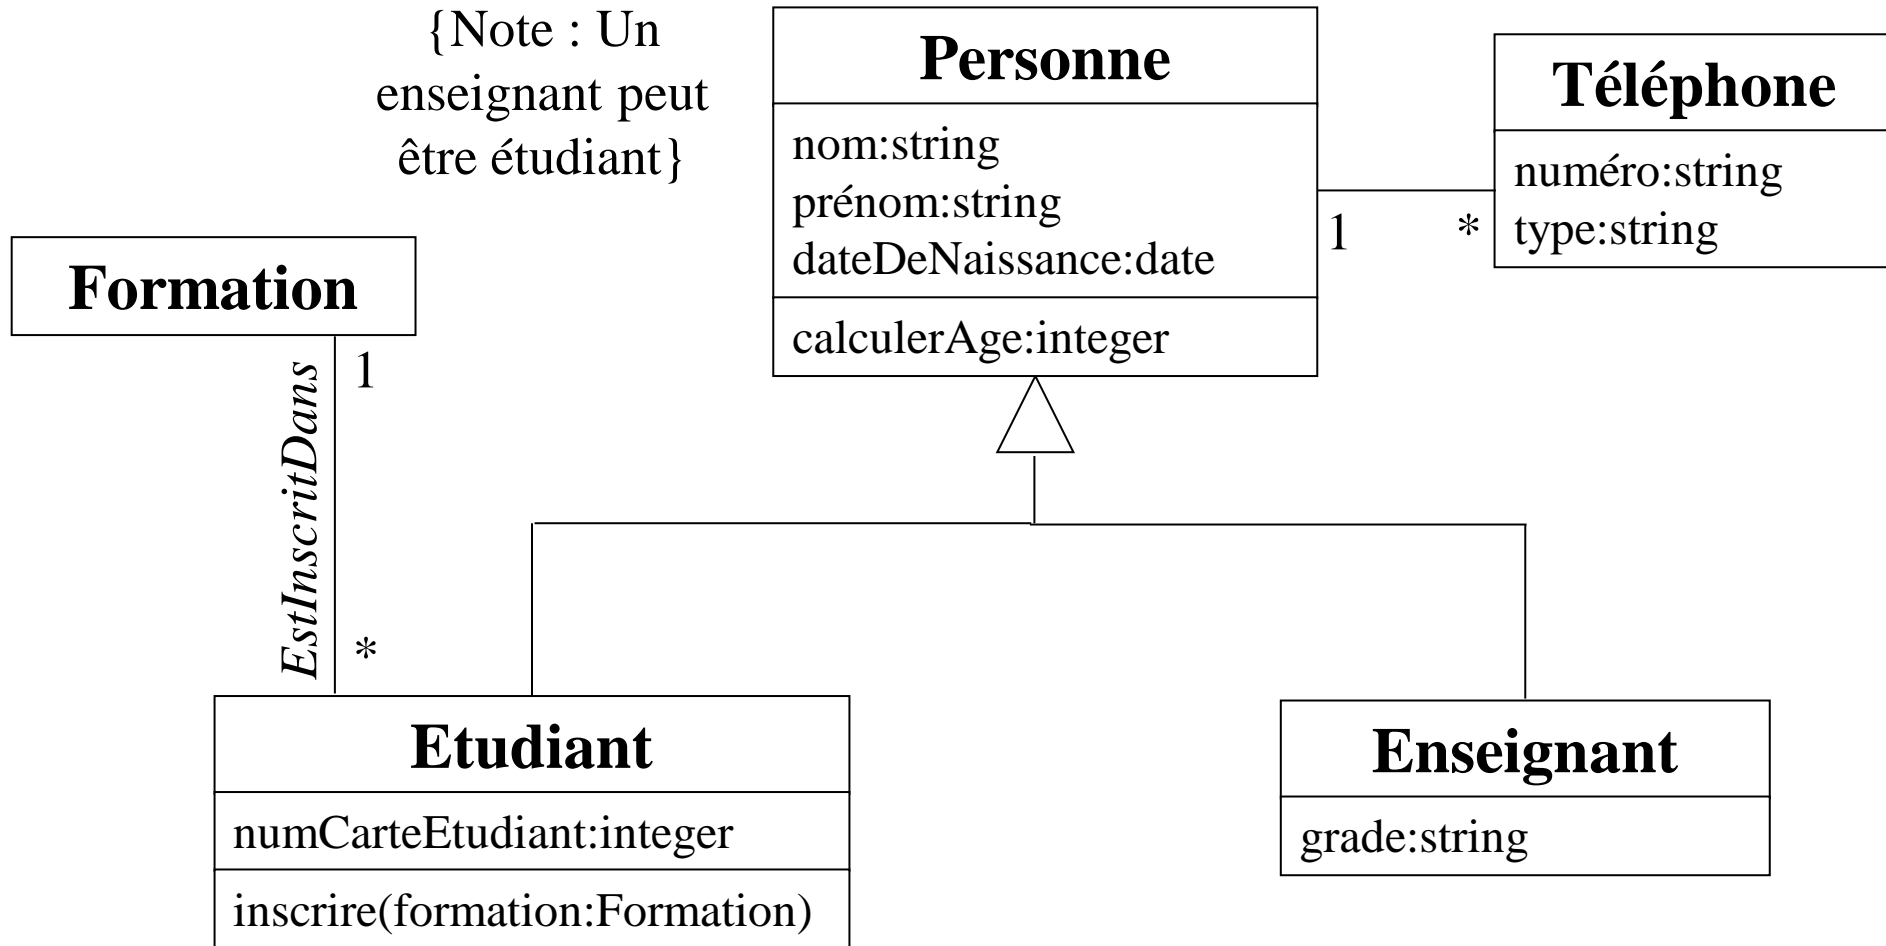 {Note : Un
enseignant peut
être étudiant}
Personne
nom:string
prénom:string
dateDeNaissance:date
calculerAge:integer
1
*
Téléphone
numéro:string
type:string
Formation
1
EstInscritDans
*
Etudiant
numCarteEtudiant:integer
inscrire(formation:Formation)
Enseignant
grade:string